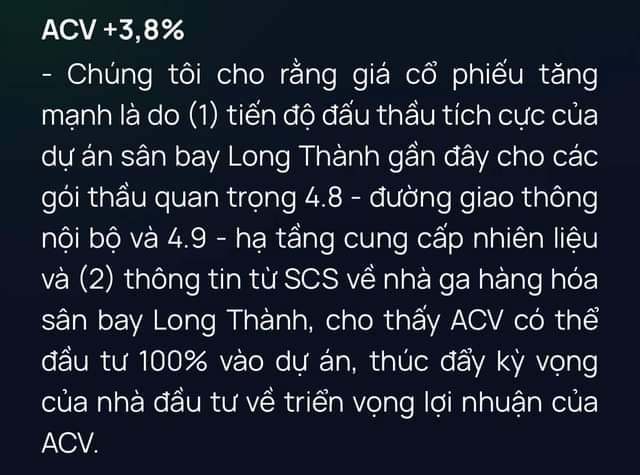 ACV +3,8%
- Chúng tôi cho rằng giá cổ phiếu tăng
mạnh là do (1) tiến độ đấu thầu tích cực của
dự án sân bay Long Thành gần đây cho các
gói thầu quan trọng 4.8 - đường giao thông
nội bộ và 4.9 - hạ tầng cung cấp nhiên liệu
và (2) thông tin từ SCS về nhà ga hàng hóa
sân bay Long Thành, cho thấy ACV có thể
đầu tư 100% vào dự án, thúc đẩy kỳ vọng
của nhà đầu tư về triển vọng lợi nhuận của
ACV.